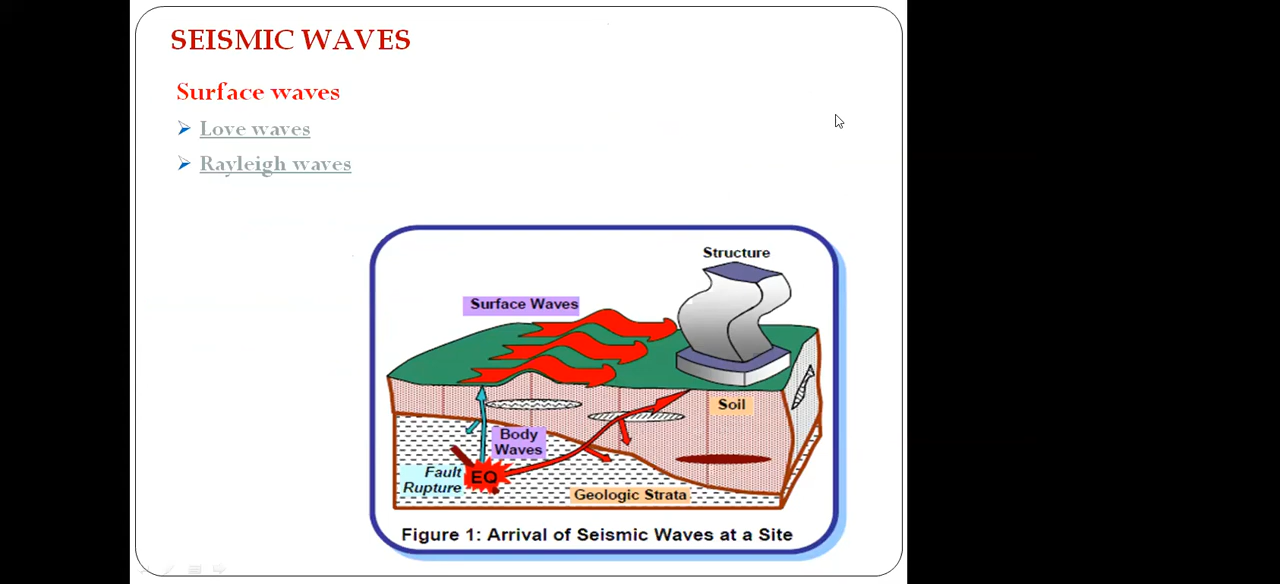 SEISMIC WAVES
Surface waves
Love waves
Rayleigh waves
Structure
Surface Waves
Soil
Body
Waves
Fault
Rupture
EQ
Geologic Strata
Figure 1: Arrival of Seismic Waves at a Site